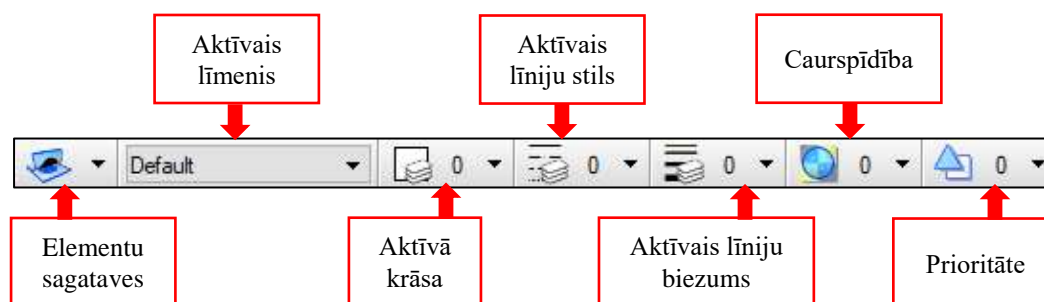 Aktīvais
līmenis
Aktīvais
līniju stils
Caurspīdība
Default
0
0
0
0
0
Elementu
sagataves
Aktīvā
krāsa
Aktīvais līniju
biezums
Prioritāte